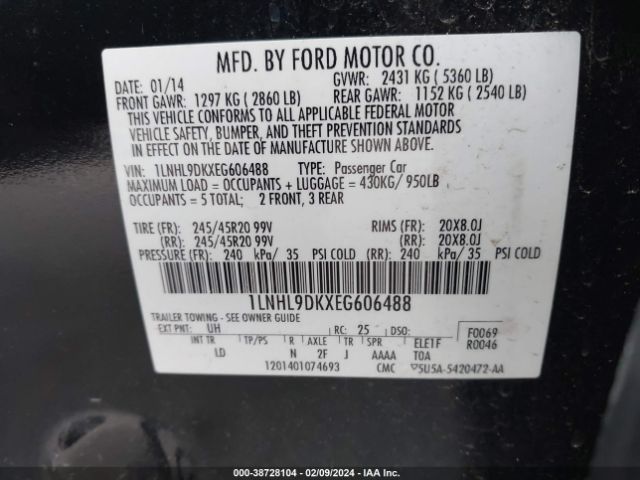 MFD. BY FORD MOTOR CO.
DATE: 01/14 GVWR: 2431 KG ( 5360 LB)
FRONT GAWR: 1297 KG ( 2860 LB) REAR GAWR: 1152 KG ( 2540 LB)
THIS VEHICLE CONFORMS TO ALL APPLICABLE FEDERAL MOTOR
VEHICLE SAFETY, BUMPER, AND THEFT PREVENTION STANDARDS
IN EFFECT ON THE DATE OF MANUFACTURE SHOWN ABOVE.
VIN: 1LNHL9DKXEG606488 TYPE: Passenger Car
MAXIMUM LOAD = OCCUPANTS + LUGGAGE = 430KG/ 950LB
OCCUPANTS = 5 TOTAL; 2 FRONT, 3 REAR
TIRE (FR): 245/45R20 99V RIMS (FR): 20X8.0J
(RR): 245/45R20 99V (RR): 20X8.0J
PRESSURE (FR): 240 kPa/ 35 PSI COLD (RR): 240 kPa/ 35 PSI COLD
1LNHL9DKXEG606488
TRAILER TOWING - SEE OWNER GUIDE
EXT PNT: UH RC: 25 DSO: F0069
INT TR TP/PS R AXLE TR SPR ELE1F R0046
LD N 2F J AAAA TOA
1201401074693 CMC 5U5A-5420472-AA
000-38728104 - 02/09/2024 - IAA Inc.